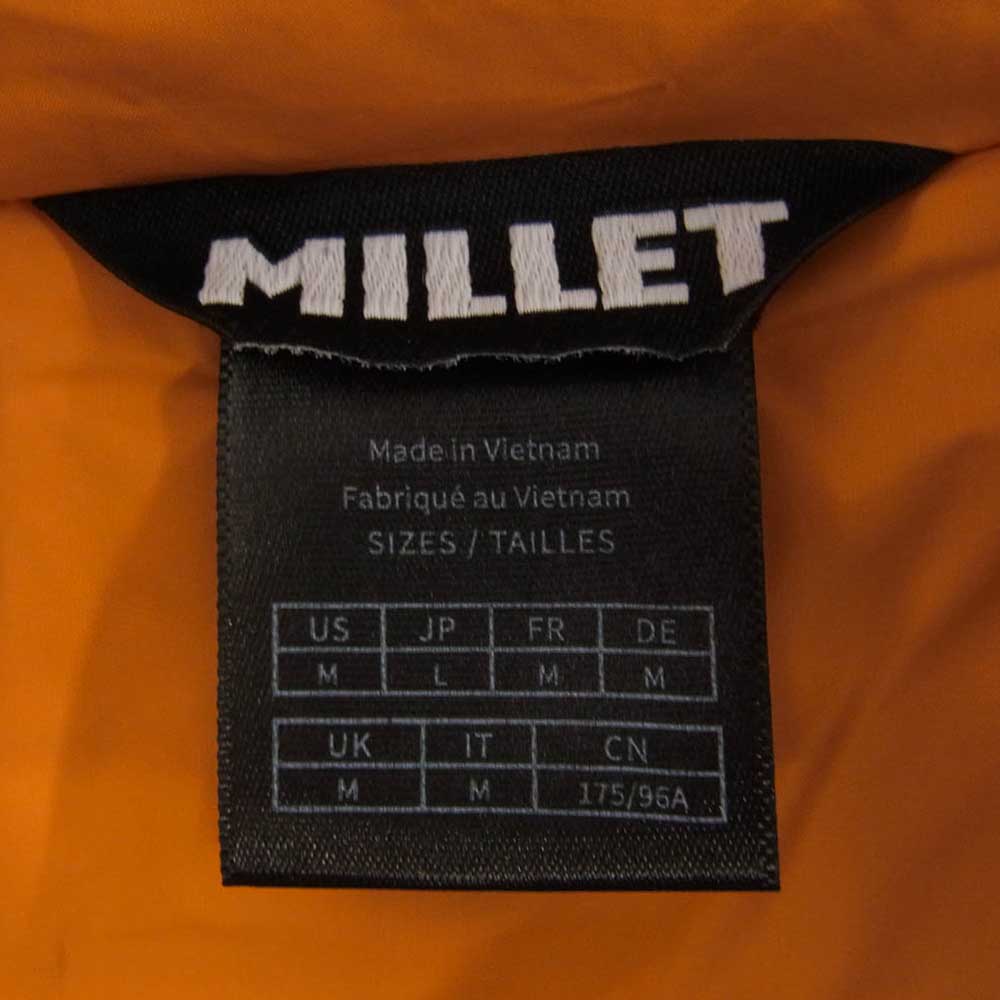 MILLET
Made in Vietnam
Fabriqué au Vietnam
SIZES / TAILLES
US JP FR DE
M L M M
UK IT CN
M M 175/96A